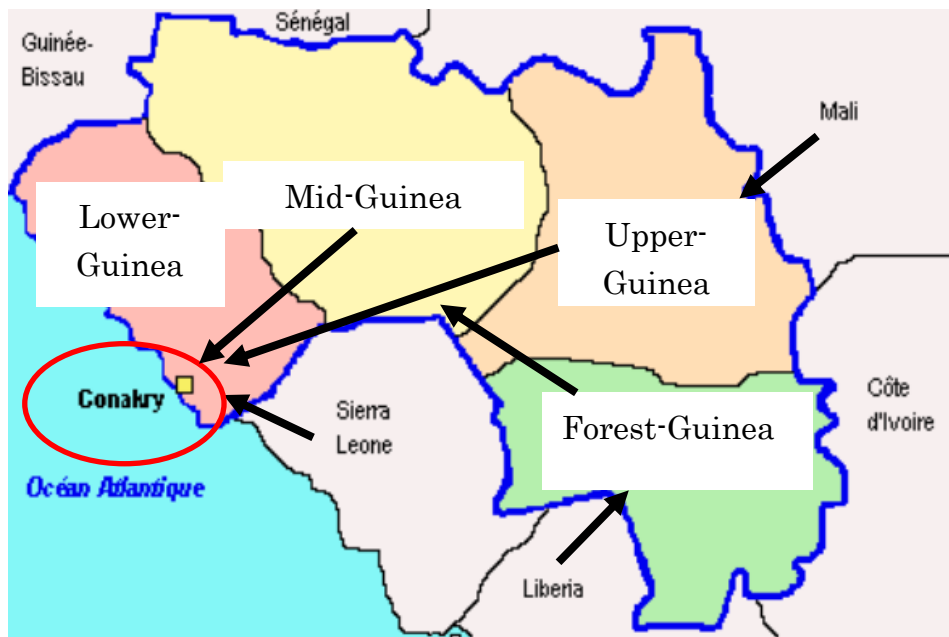 Sénégal
Guinée-
Bissau
Mali
Mid-Guinea
Lower-
Guinea
Upper-
Guinea
Conakry
Sierra
Leone
Côte
d'Ivoire
Forest-Guinea
Océan Atlantique
Liberia